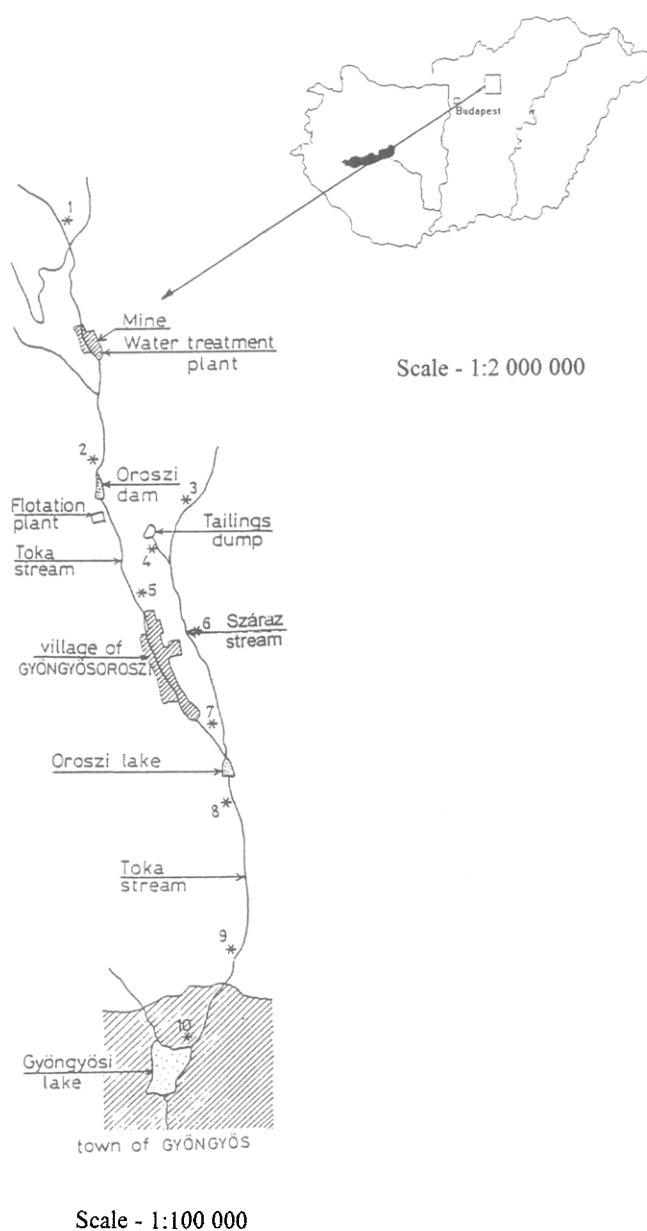 Budapest
1
Mine
Water treatment
plant
Scale - 1:2 000 000
2
Oroszi
dam
3
Flotation
plant
Tailings
dump
4
Toka
stream
5
6
Száraz
stream
village of
GYÖNGYÖSOROSZI
7
Oroszi lake
8
Toka
stream
9
10
Gyöngyösi
lake
town of GYÖNGYÖS
Scale - 1:100 000